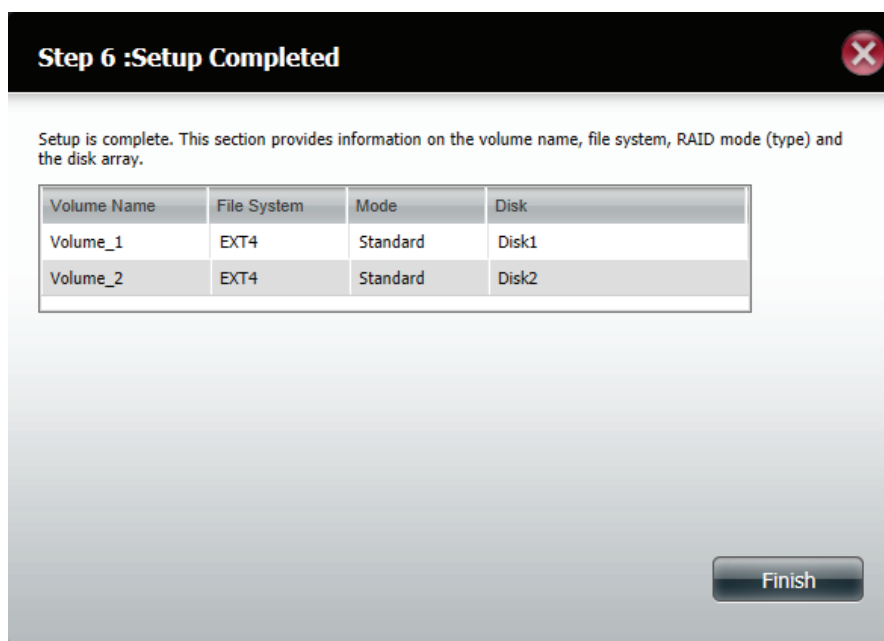 Step 6 :Setup Completed
Setup is complete. This section provides information on the volume name, file system, RAID mode (type) and
the disk array.
Volume Name File System Mode Disk
Volume_1 EXT4 Standard Disk1
Volume_2 EXT4 Standard Disk2
Finish